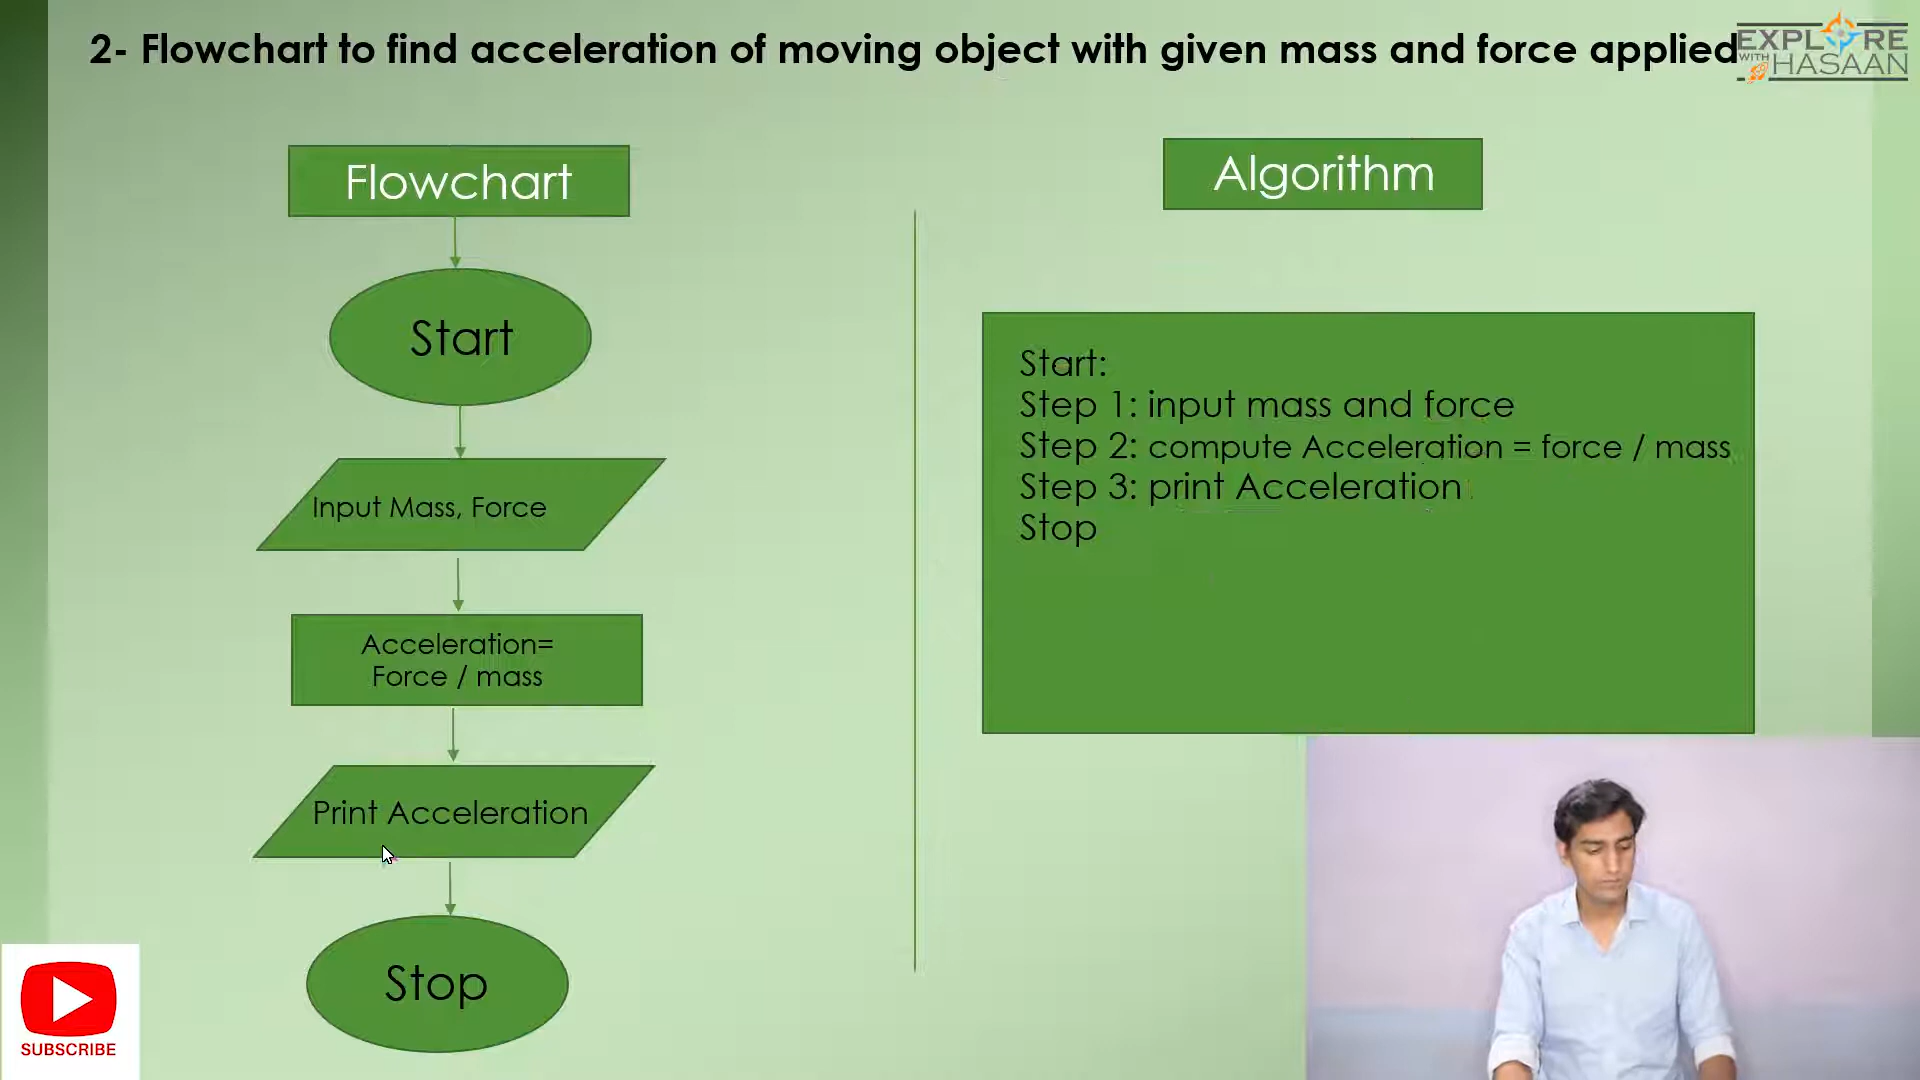 2- Flowchart to find acceleration of moving object with given mass and force applied
EXPLORE
WITH HASAAN
Flowchart
Start
Input Mass, Force
Acceleration=
Force / mass
Print Acceleration
Stop
Algorithm
Start:
Step 1: input mass and force
Step 2: compute Acceleration = force / mass
Step 3: print Acceleration
Stop
SUBSCRIBE